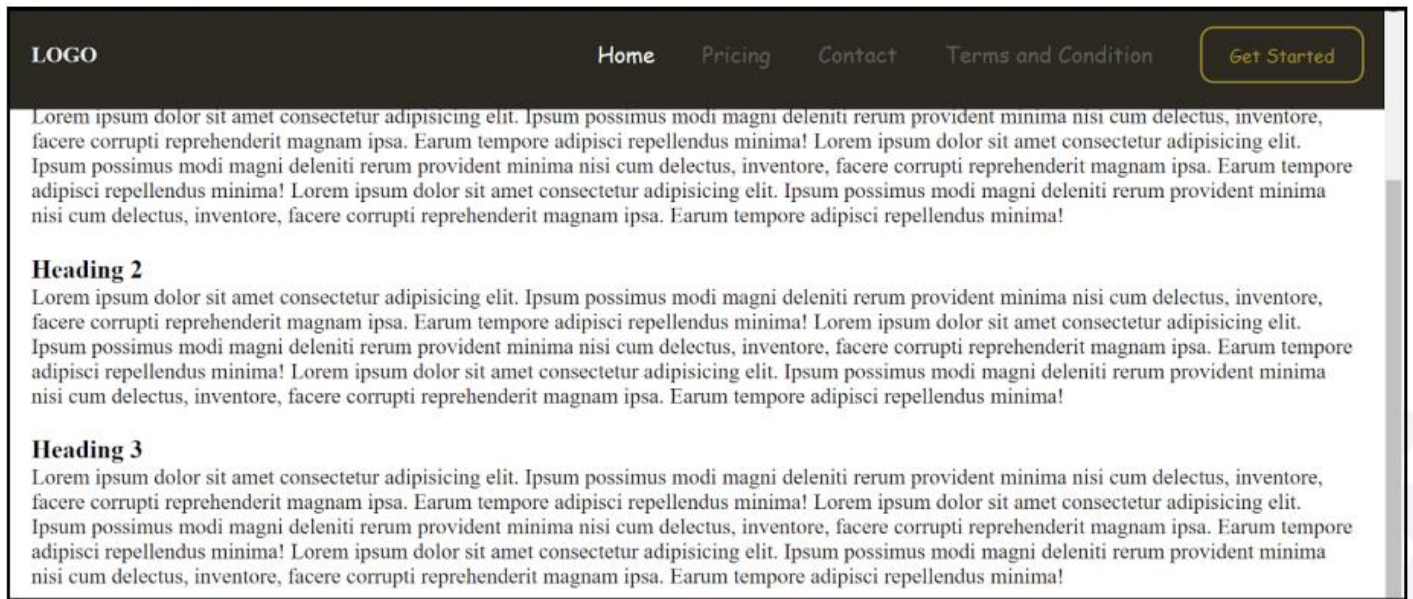 LOGO Home Pricing Contact Terms and Condition Get Started
Lorem ipsum dolor sit amet consectetur adipisicing elit. Ipsum possimus modi magni deleniti rerum provident minima nisi cum delectus, inventore,
facere corrupti reprehenderit magnam ipsa. Earum tempore adipisci repellendus minima! Lorem ipsum dolor sit amet consectetur adipisicing elit.
Ipsum possimus modi magni deleniti rerum provident minima nisi cum delectus, inventore, facere corrupti reprehenderit magnam ipsa. Earum tempore
adipisci repellendus minima! Lorem ipsum dolor sit amet consectetur adipisicing elit. Ipsum possimus modi magni deleniti rerum provident minima
nisi cum delectus, inventore, facere corrupti reprehenderit magnam ipsa. Earum tempore adipisci repellendus minima!
Heading 2
Lorem ipsum dolor sit amet consectetur adipisicing elit. Ipsum possimus modi magni deleniti rerum provident minima nisi cum delectus, inventore,
facere corrupti reprehenderit magnam ipsa. Earum tempore adipisci repellendus minima! Lorem ipsum dolor sit amet consectetur adipisicing elit.
Ipsum possimus modi magni deleniti rerum provident minima nisi cum delectus, inventore, facere corrupti reprehenderit magnam ipsa. Earum tempore
adipisci repellendus minima! Lorem ipsum dolor sit amet consectetur adipisicing elit. Ipsum possimus modi magni deleniti rerum provident minima
nisi cum delectus, inventore, facere corrupti reprehenderit magnam ipsa. Earum tempore adipisci repellendus minima!
Heading 3
Lorem ipsum dolor sit amet consectetur adipisicing elit. Ipsum possimus modi magni deleniti rerum provident minima nisi cum delectus, inventore,
facere corrupti reprehenderit magnam ipsa. Earum tempore adipisci repellendus minima! Lorem ipsum dolor sit amet consectetur adipisicing elit.
Ipsum possimus modi magni deleniti rerum provident minima nisi cum delectus, inventore, facere corrupti reprehenderit magnam ipsa. Earum tempore
adipisci repellendus minima! Lorem ipsum dolor sit amet consectetur adipisicing elit. Ipsum possimus modi magni deleniti rerum provident minima
nisi cum delectus, inventore, facere corrupti reprehenderit magnam ipsa. Earum tempore adipisci repellendus minima!